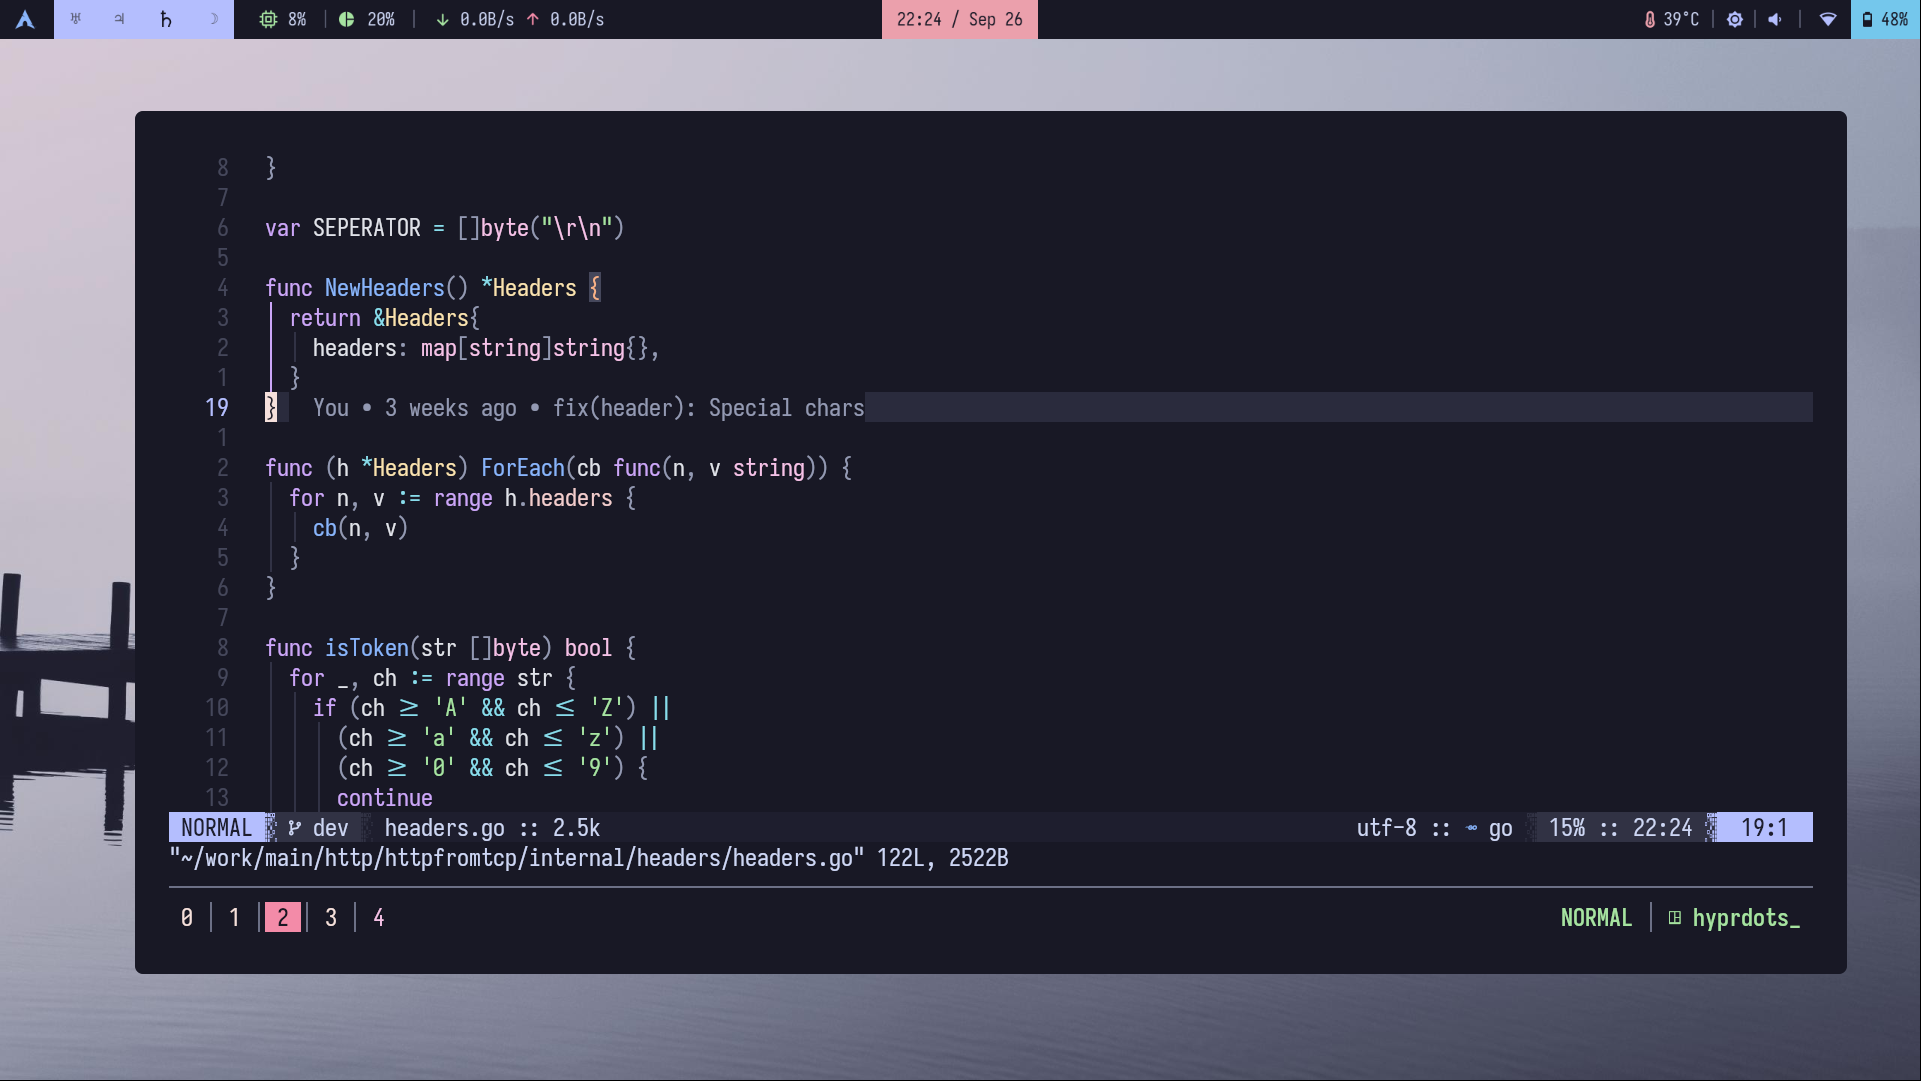 ♅ ♃ ♄ ☽ 8% | 20% | ↓ 0.0B/s ↑ 0.0B/s 22:24 / Sep 26 39°C | | | 48%
8 }
7
6 var SEPERATOR = []byte("\r\n")
5
4 func NewHeaders() *Headers {
3 return &Headers{
2 headers: map[string]string{},
1 }
19 } You • 3 weeks ago • fix(header): Special chars
1
2 func (h *Headers) ForEach(cb func(n, v string)) {
3 for n, v := range h.headers {
4 cb(n, v)
5 }
6 }
7
8 func isToken(str []byte) bool {
9 for _, ch := range str {
10 if (ch ≥ 'A' && ch ≤ 'Z') ||
11 (ch ≥ 'a' && ch ≤ 'z') ||
12 (ch ≥ '0' && ch ≤ '9') {
13 continue
NORMAL dev headers.go :: 2.5k utf-8 :: go 15% :: 22:24 19:1
"~/work/main/http/httpfromtcp/internal/headers/headers.go" 122L, 2522B
0 | 1 | 2 | 3 | 4 NORMAL | hyprdots_